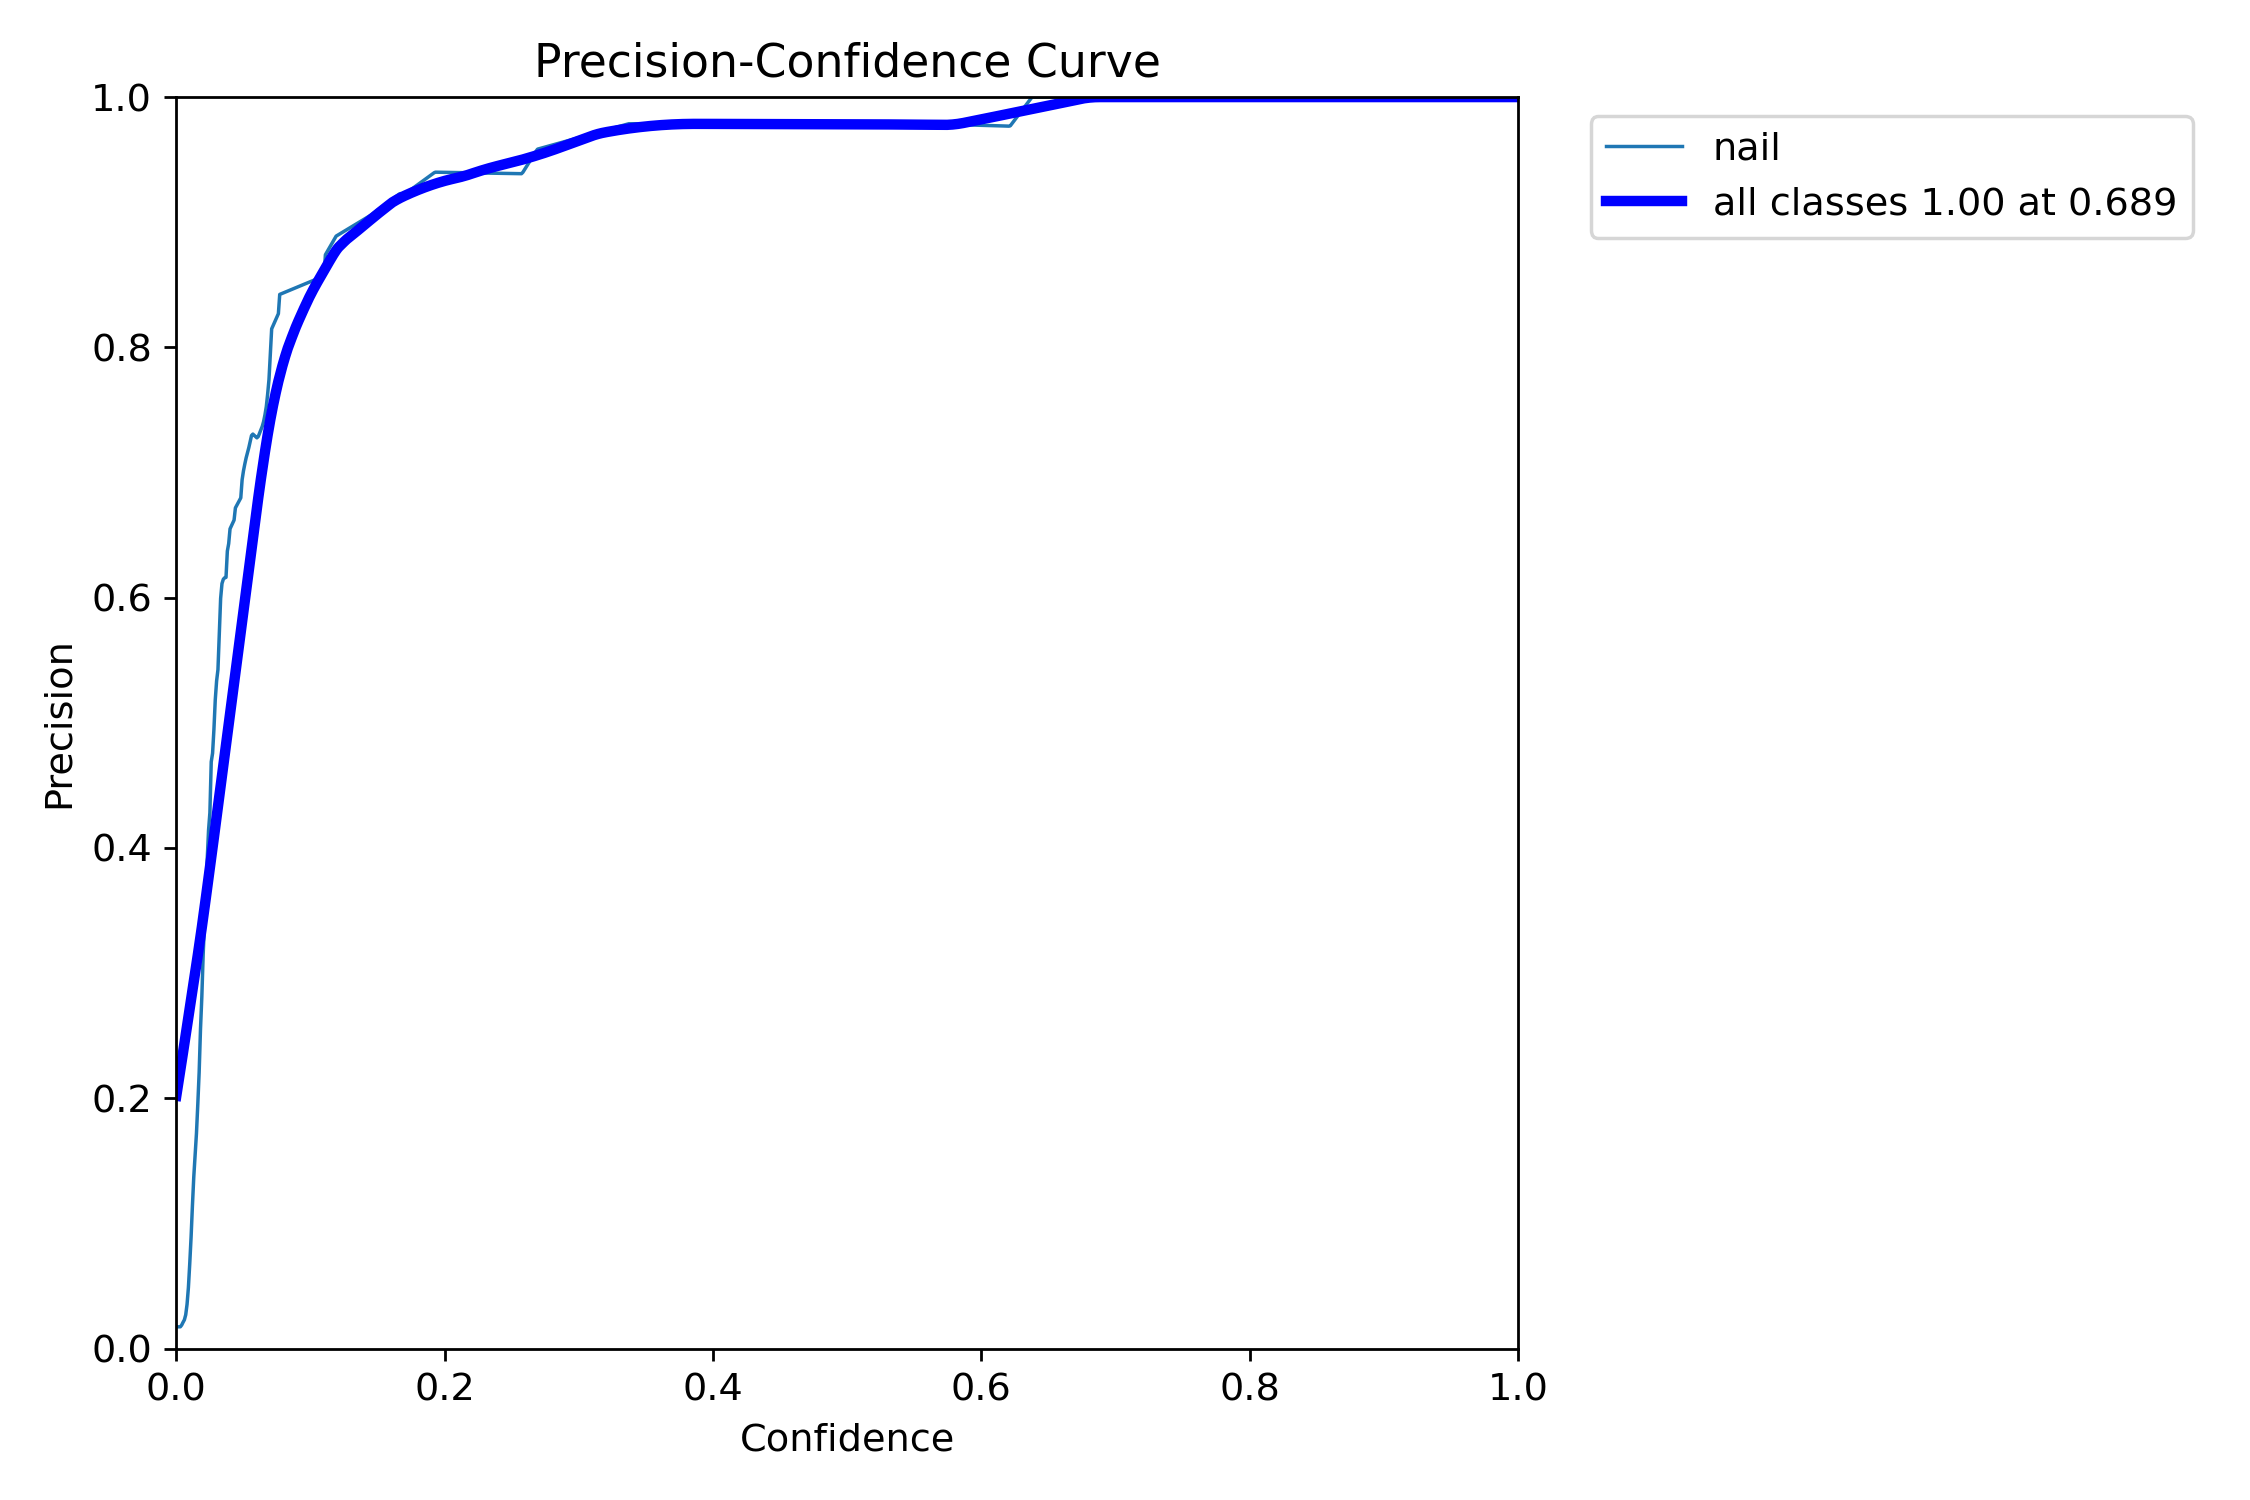 Precision-Confidence Curve
1.0
0.8
0.6
0.4
0.2
0.0
Precision
0.0 0.2 0.4 0.6 0.8 1.0
Confidence
nail
all classes 1.00 at 0.689